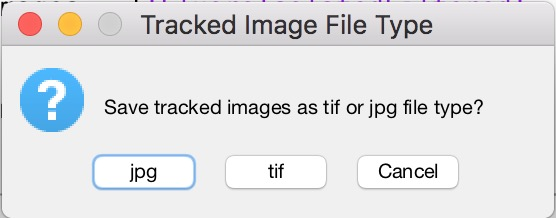 Tracked Image File Type
?
Save tracked images as tif or jpg file type?
jpg tif Cancel